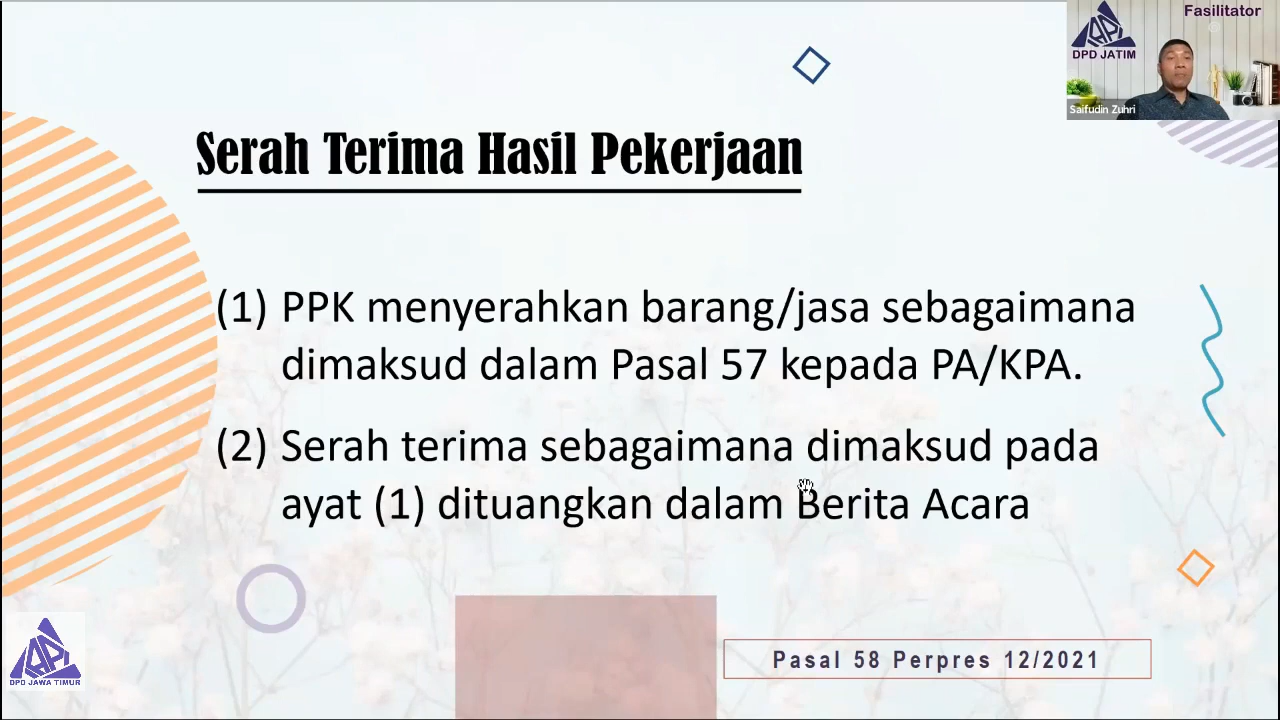 Fasilitator
IAPI
DPD JATIM
Saifudin Zuhri
Serah Terima Hasil Pekerjaan
(1) PPK menyerahkan barang/jasa sebagaimana
dimaksud dalam Pasal 57 kepada PA/KPA.
(2) Serah terima sebagaimana dimaksud pada
ayat (1) dituangkan dalam Berita Acara
IAPI
DPD JAWA TIMUR
Pasal 58 Perpres 12/2021